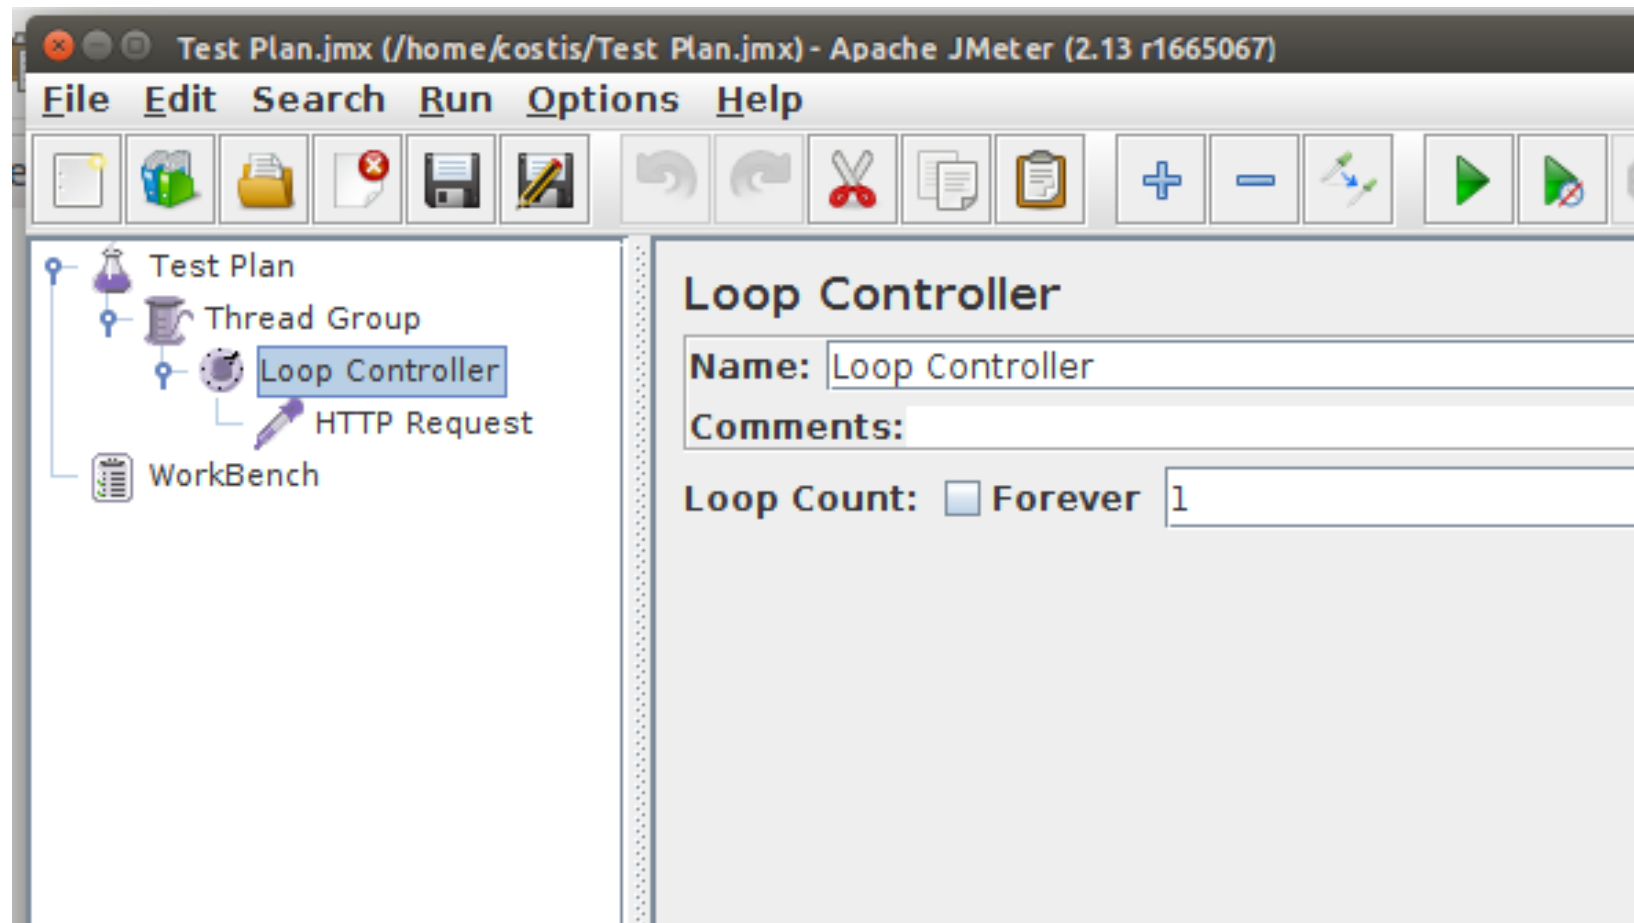 Test Plan.jmx (/home/costis/Test Plan.jmx) - Apache JMeter (2.13 r1665067)
File Edit Search Run Options Help
Test Plan
Thread Group
Loop Controller
HTTP Request
WorkBench
Loop Controller
Name: Loop Controller
Comments:
Loop Count: Forever 1